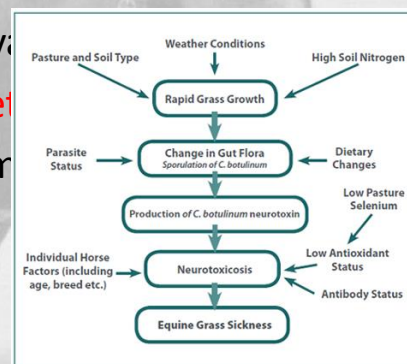 Weather Conditions
Pasture and Soil Type
High Soil Nitrogen
Rapid Grass Growth
Parasite
Status
Change in Gut Flora
Sporulation of C. botulinum
Dietary
Changes
Production of C. botulinum neurotoxin
Low Pasture
Selenium
Individual Horse
Factors (including
age, breed etc.)
Neurotoxicosis
Low Antioxidant
Status
Antibody Status
Equine Grass Sickness